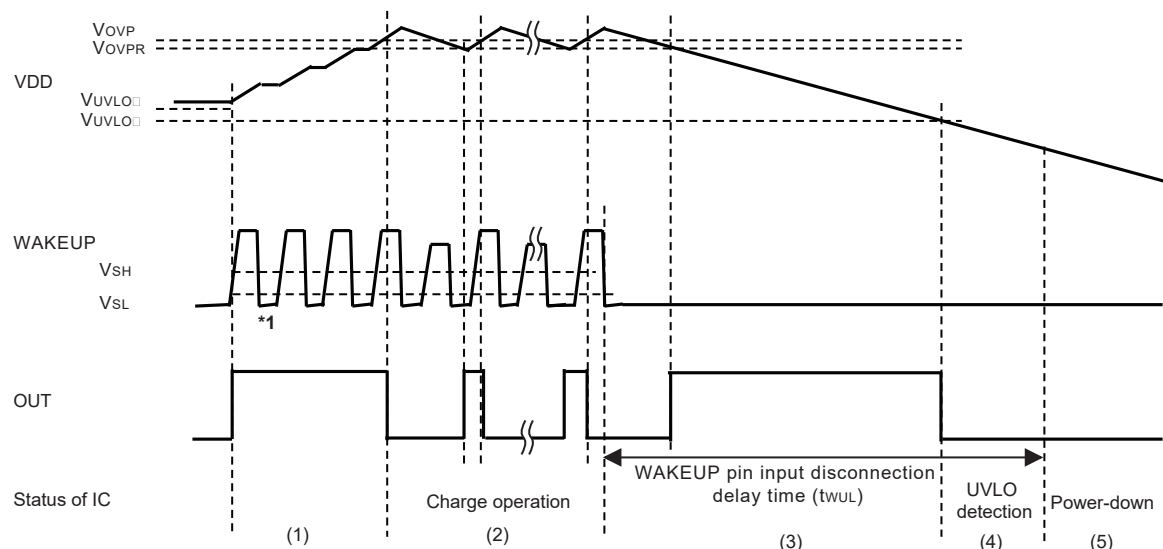 VOVP
VOVPR
VDD
VUVLO□
VUVLO□
WAKEUP
VSH
VSL
*1
OUT
WAKEUP pin input disconnection
delay time (tWUL)
Status of IC
Charge operation
UVLO
detection
Power-down
(1)
(2)
(3)
(4)
(5)